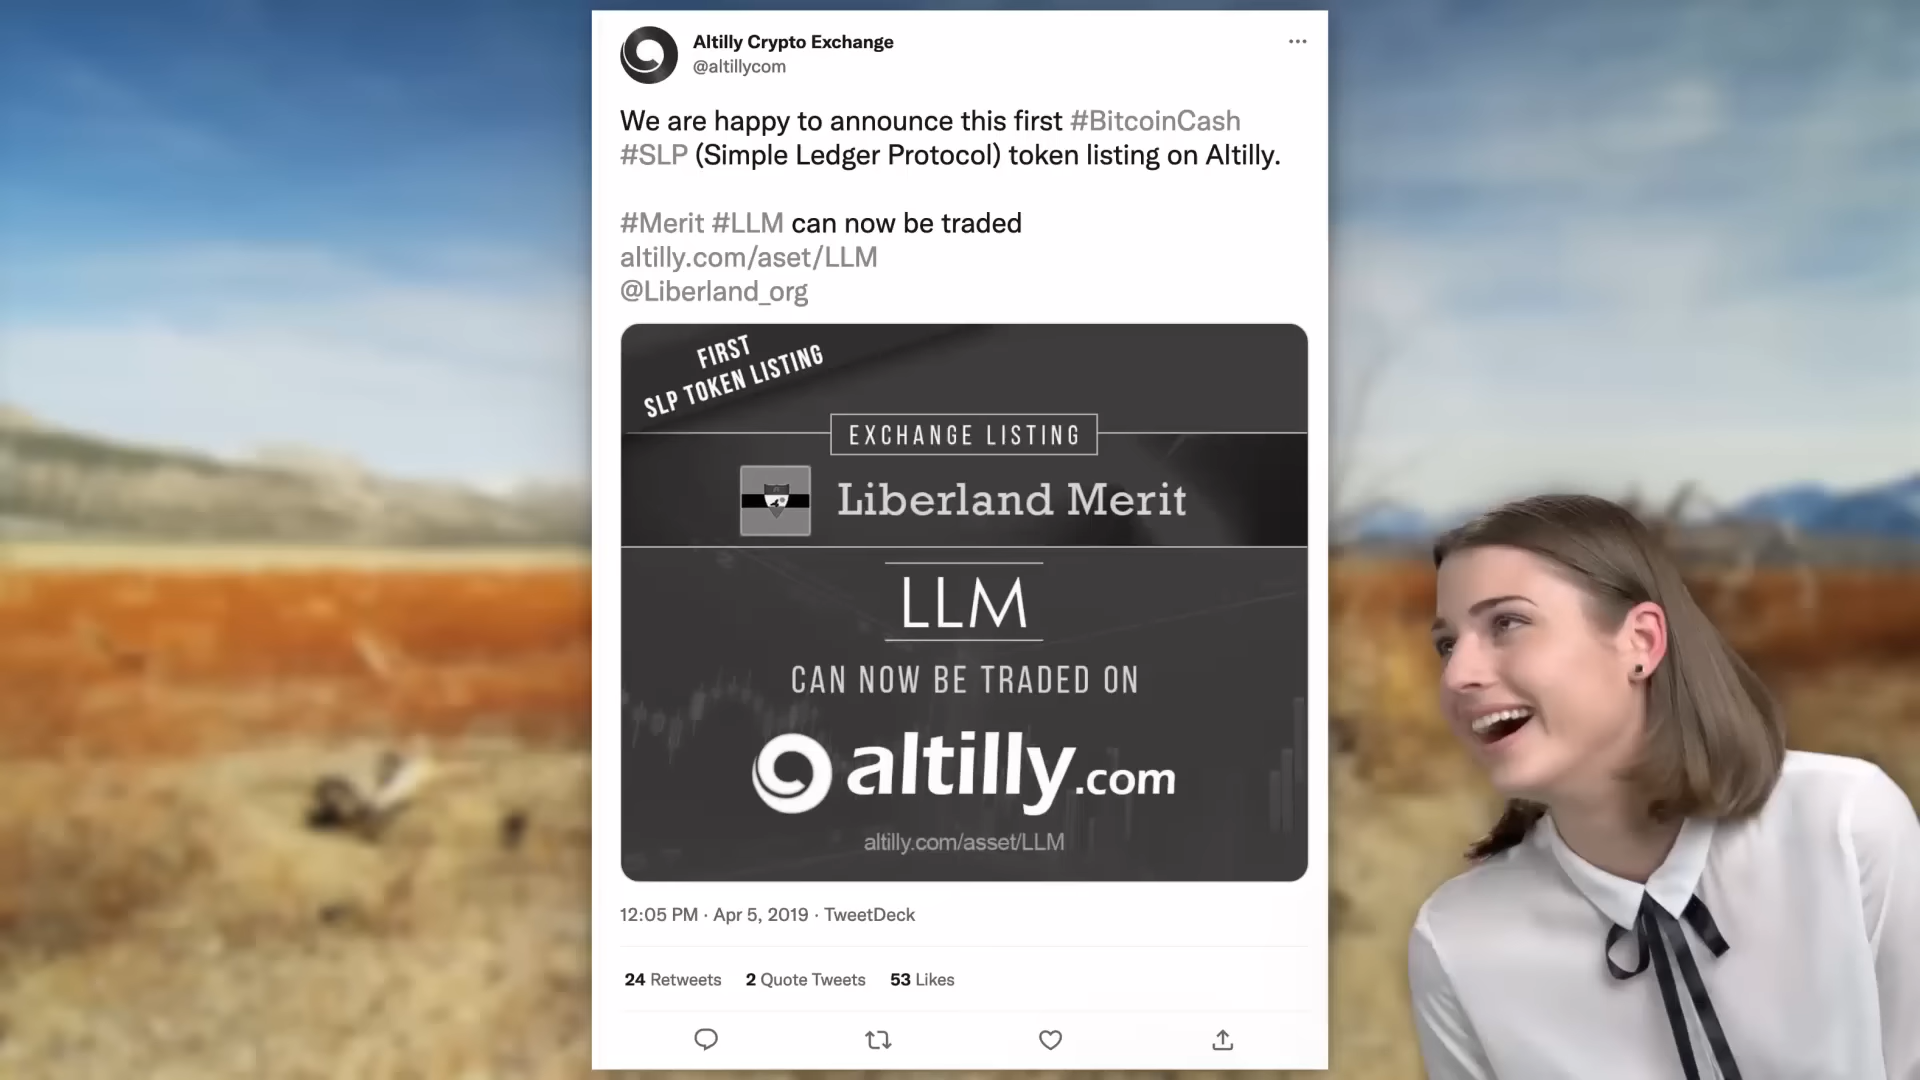 Altilly Crypto Exchange
@altillycom
We are happy to announce this first #BitcoinCash
#SLP (Simple Ledger Protocol) token listing on Altilly.
#Merit #LLM can now be traded
altilly.com/aset/LLM
@Liberland_org
FIRST
SLP TOKEN LISTING
EXCHANGE LISTING
Liberland Merit
LLM
CAN NOW BE TRADED ON
altilly.com
altilly.com/asset/LLM
12:05 PM · Apr 5, 2019 · TweetDeck
24 Retweets 2 Quote Tweets 53 Likes